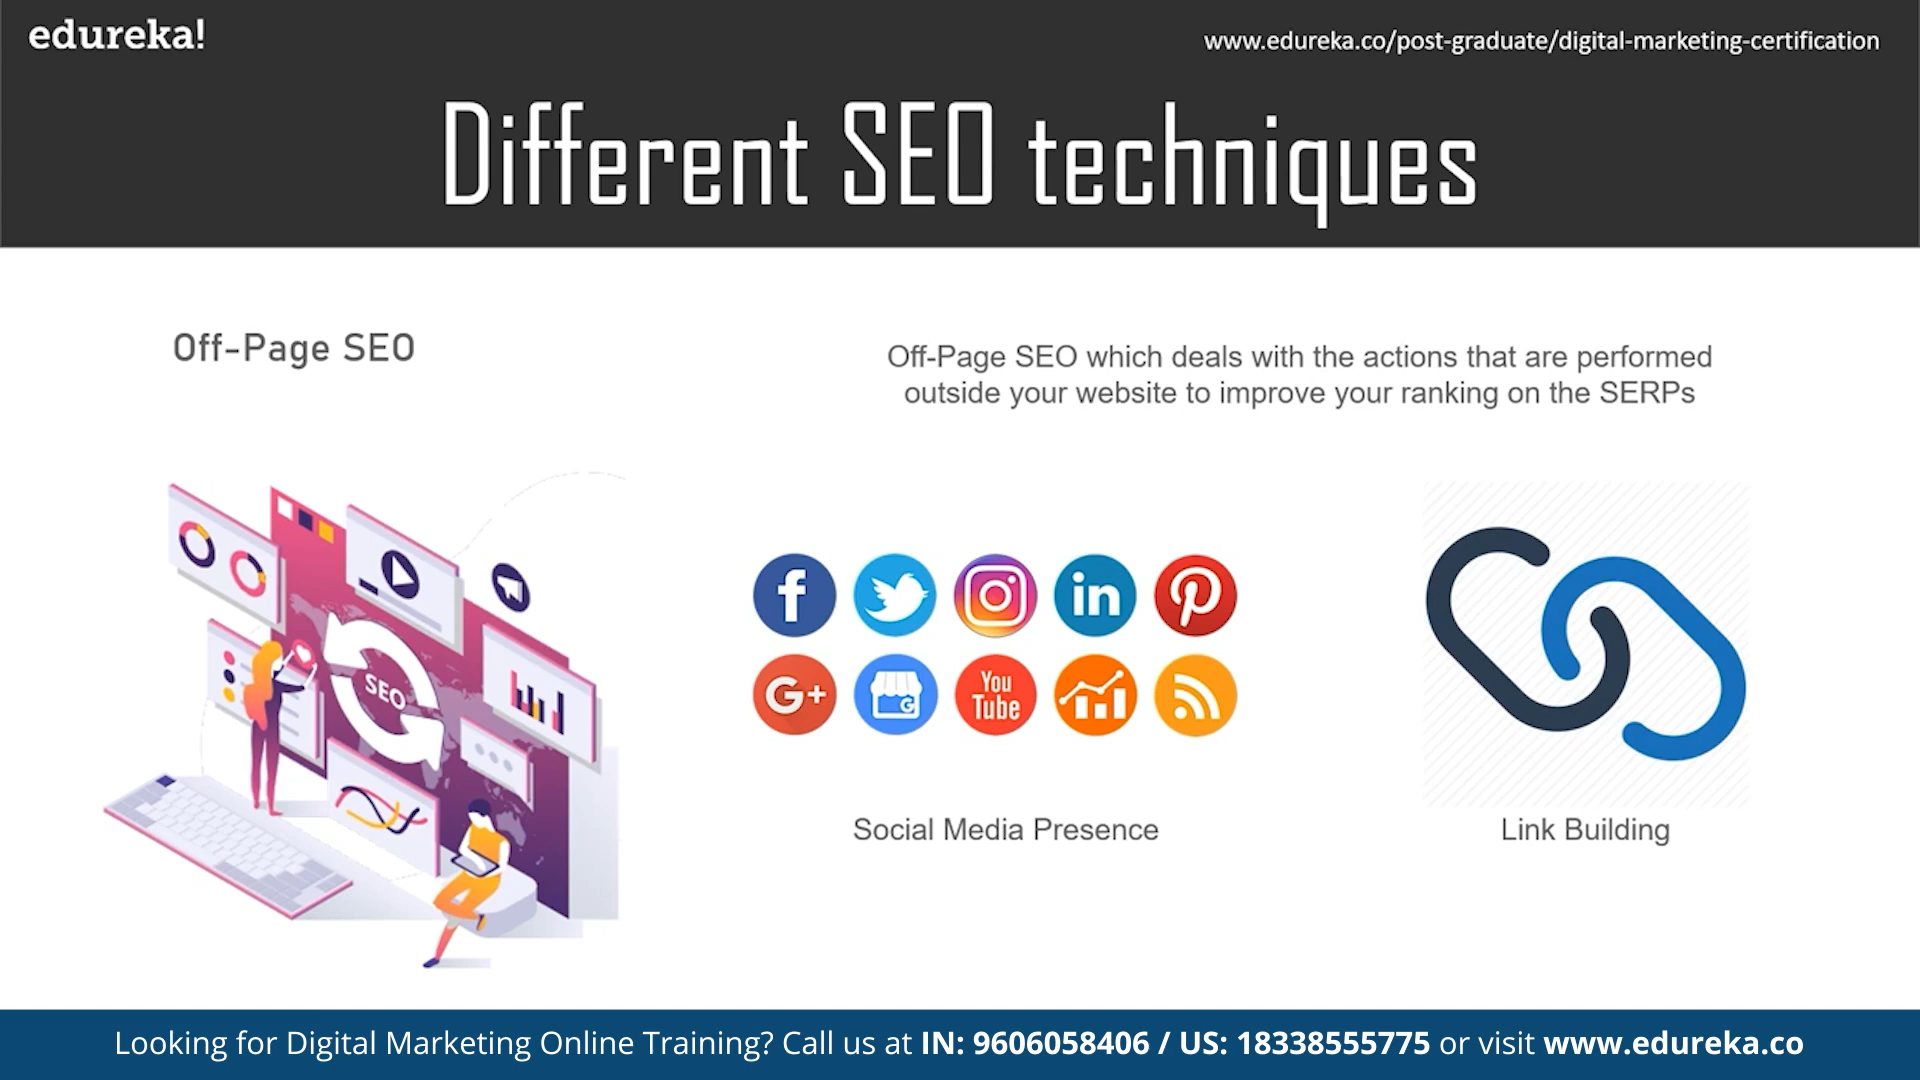 edureka!
www.edureka.co/post-graduate/digital-marketing-certification
Different SEO techniques
Off-Page SEO
Off-Page SEO which deals with the actions that are performed
outside your website to improve your ranking on the SERPs
SEO
f
in
G+
G
You
Tube
Social Media Presence
Link Building
Looking for Digital Marketing Online Training? Call us at IN: 9606058406 / US: 18338555775 or visit www.edureka.co